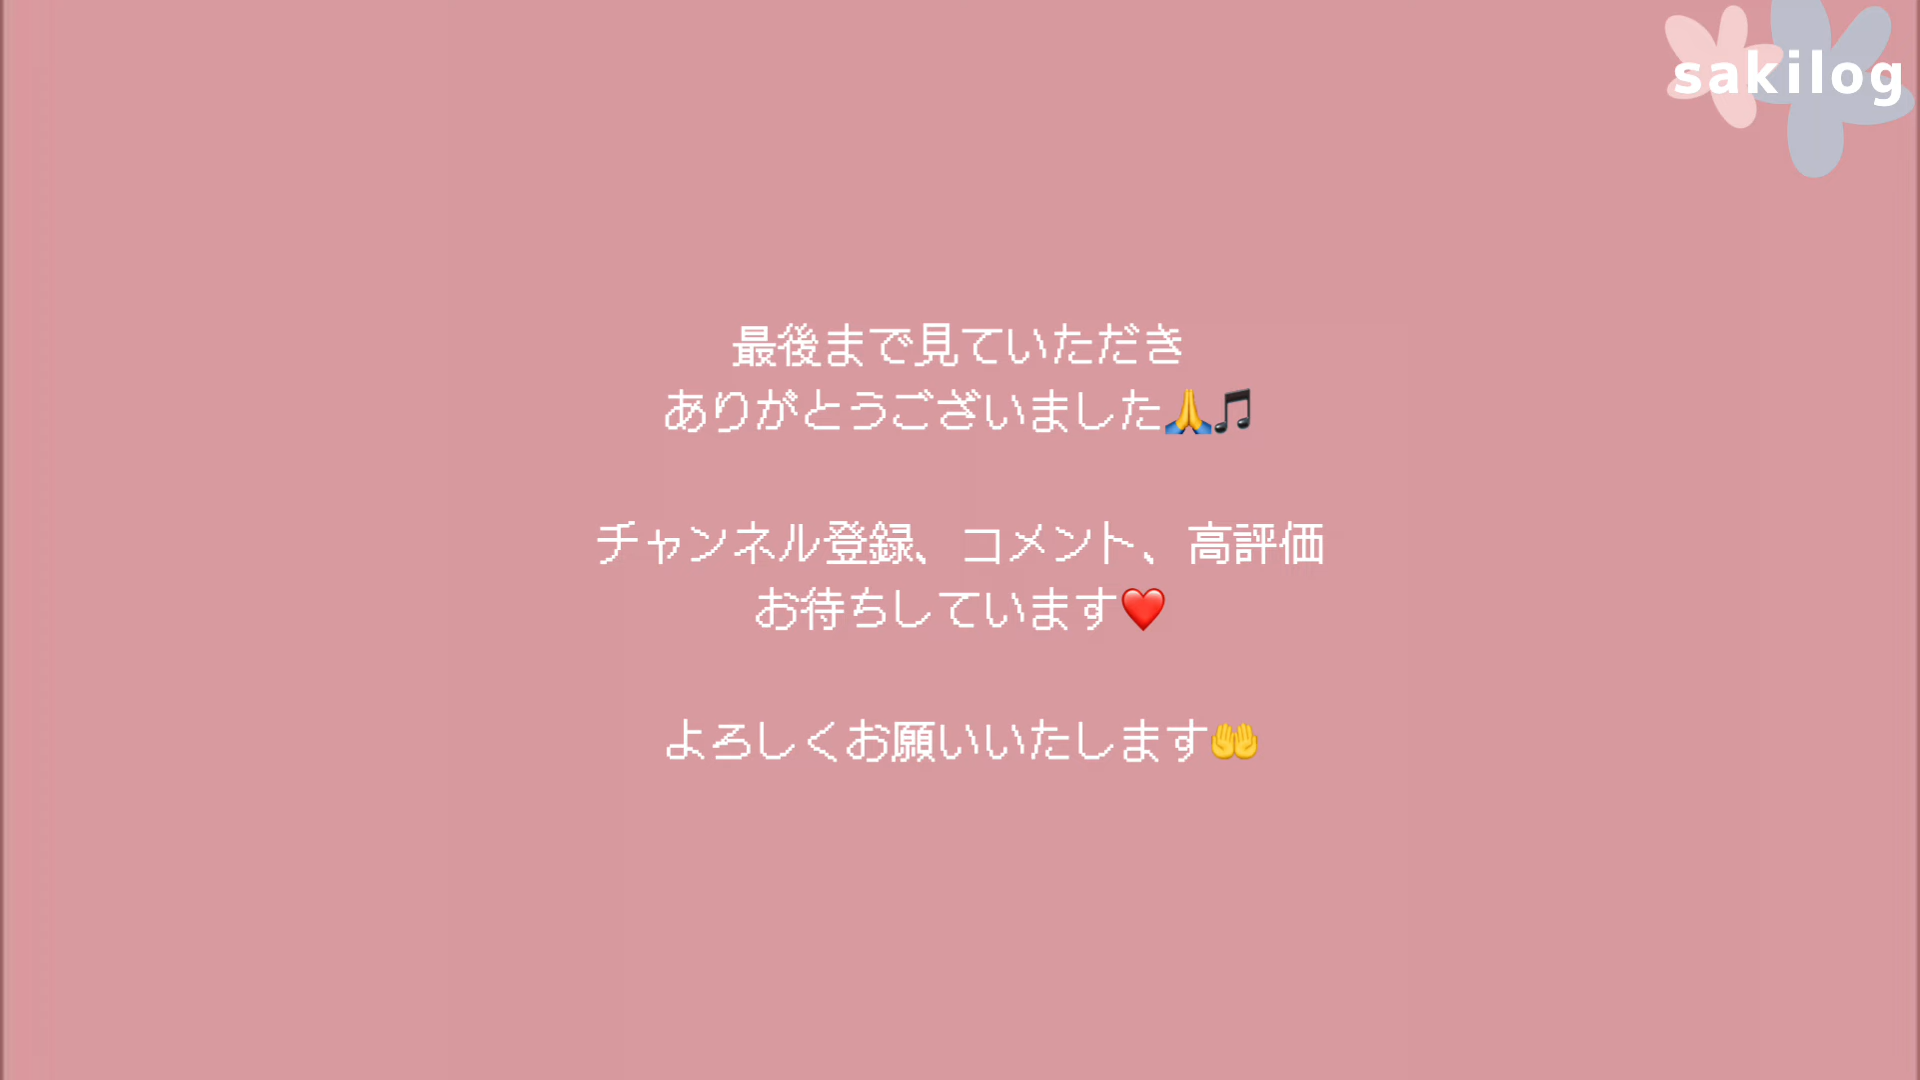 sakilog
最後まで見ていただき
ありがとうございました🙏🎵
チャンネル登録、コメント、高評価
お待ちしています❤️
よろしくお願いいたします🤲